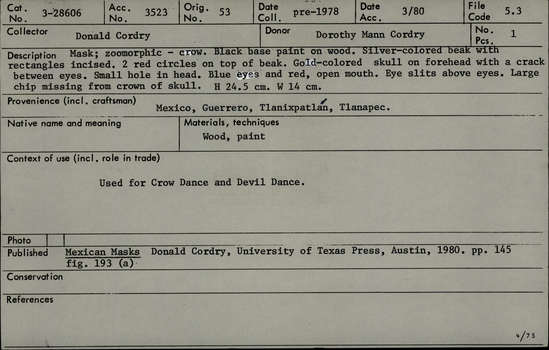 Cat. No. 3-28606 Acc. No. 3523 Orig. No. 53 Date Coll. pre-1978 Date Acc. 3/80 File Code 5.3
Collector Donald Cordry Donor Dorothy Mann Cordry No. Pcs. 1
Description Mask; zoomorphic - crow. Black base paint on wood. Silver-colored beak with
rectangles incised. 2 red circles on top of beak. Gold-colored skull on forehead with a crack
between eyes. Small hole in head. Blue eyes and red, open mouth. Eye slits above eyes. Large
chip missing from crown of skull. H 24.5 cm. W 14 cm.
Provenience (incl. craftsman) Mexico, Guerrero, Tlanixpatlán, Tlanapec.
Native name and meaning Materials, techniques
Wood, paint
Context of use (incl. role in trade)
Used for Crow Dance and Devil Dance.
Photo
Published Mexican Masks Donald Cordry, University of Texas Press, Austin, 1980. pp. 145
fig. 193 (a)
Conservation
References
4/75